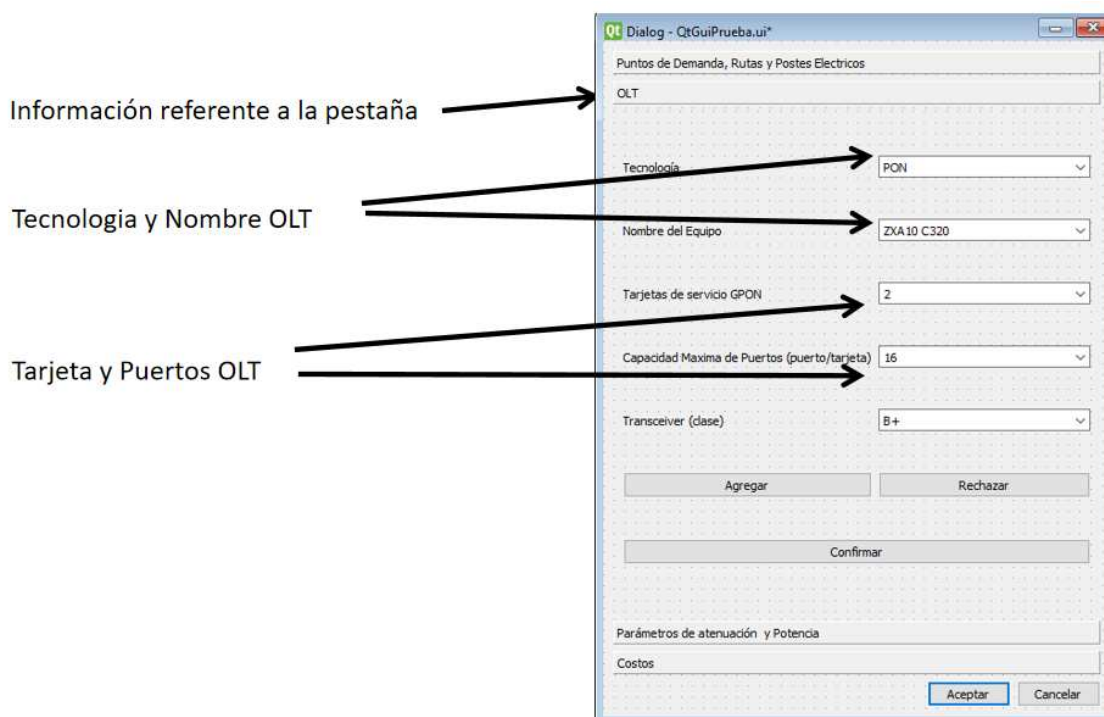 Dialog - QtGuiPrueba.ui*
Puntos de Demanda, Rutas y Postes Electricos
Información referente a la pestaña
OLT
Tecnología PON
Tecnologia y Nombre OLT
Nombre del Equipo ZXA10 C320
Tarjetas de servicio GPON 2
Tarjeta y Puertos OLT
Capacidad Maxima de Puertos (puerto/tarjeta) 16
Transceiver (clase) B+
Agregar Rechazar
Confirmar
Parámetros de atenuación y Potencia
Costos
Aceptar Cancelar